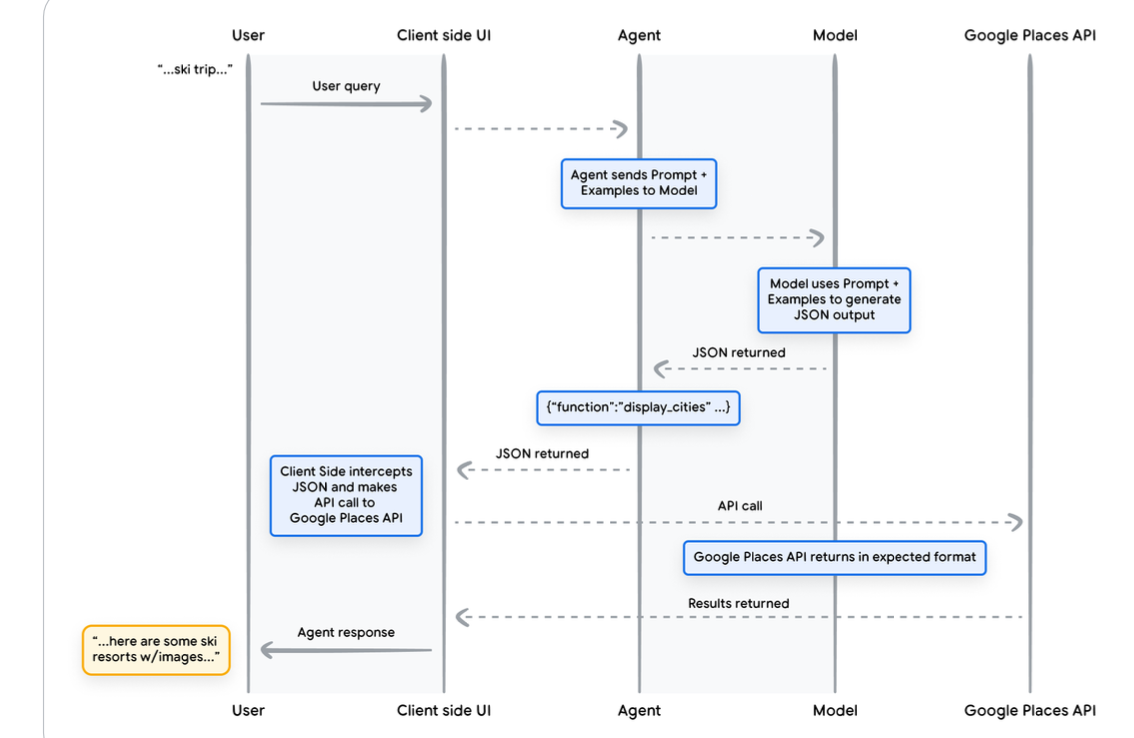 User
Client side UI
Agent
Model
Google Places API
“...ski trip...”
User query
Agent sends Prompt +
Examples to Model
Model uses Prompt +
Examples to generate
JSON output
JSON returned
{“function”:”display_cities” ...}
JSON returned
Client Side intercepts
JSON and makes
API call to
Google Places API
API call
Google Places API returns in expected format
Results returned
Agent response
“...here are some ski
resorts w/images...”
User
Client side UI
Agent
Model
Google Places API